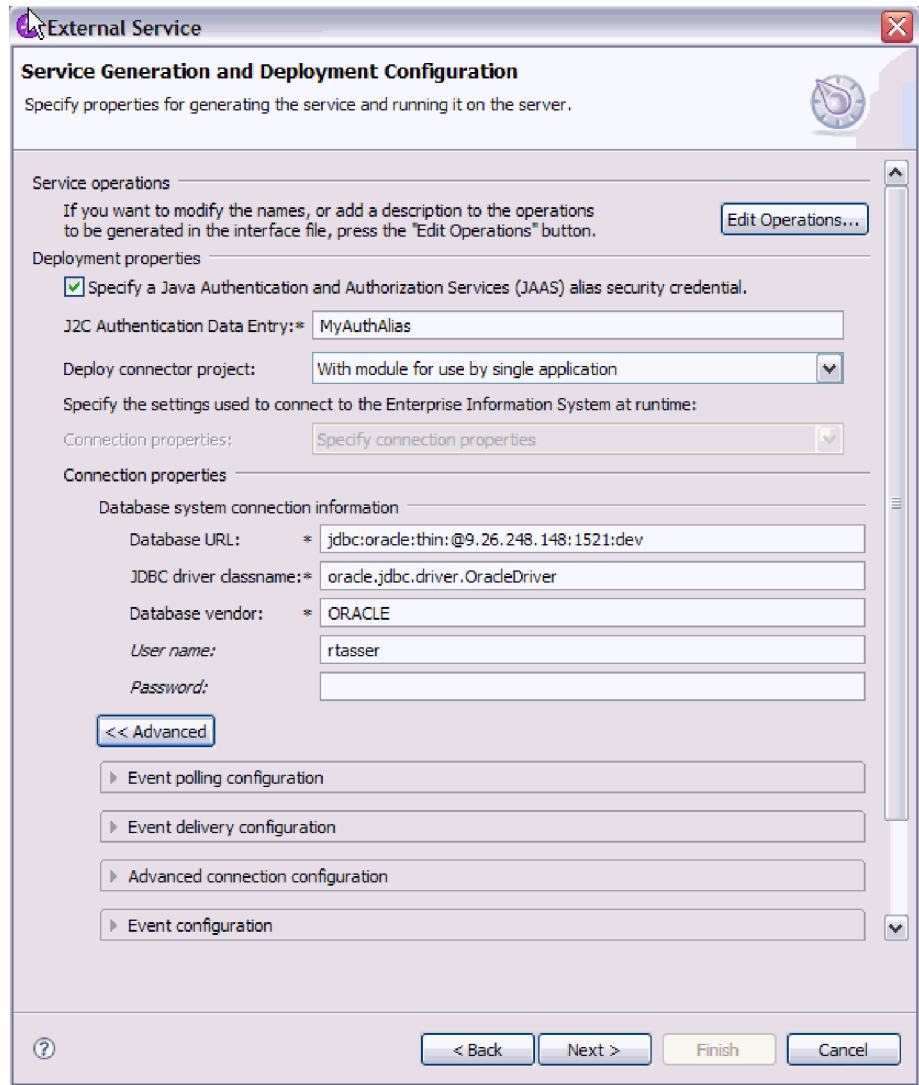 External Service
Service Generation and Deployment Configuration
Specify properties for generating the service and running it on the server.
Service operations
If you want to modify the names, or add a description to the operations
to be generated in the interface file, press the "Edit Operations" button.
Edit Operations...
Deployment properties
Specify a Java Authentication and Authorization Services (JAAS) alias security credential.
J2C Authentication Data Entry:* MyAuthAlias
Deploy connector project: With module for use by single application
Specify the settings used to connect to the Enterprise Information System at runtime:
Connection properties: Specify connection properties
Connection properties
Database system connection information
Database URL: * jdbc:oracle:thin:@9.26.248.148:1521:dev
JDBC driver classname:* oracle.jdbc.driver.OracleDriver
Database vendor: * ORACLE
User name: rtasser
Password:
<< Advanced
Event polling configuration
Event delivery configuration
Advanced connection configuration
Event configuration
? < Back Next > Finish Cancel